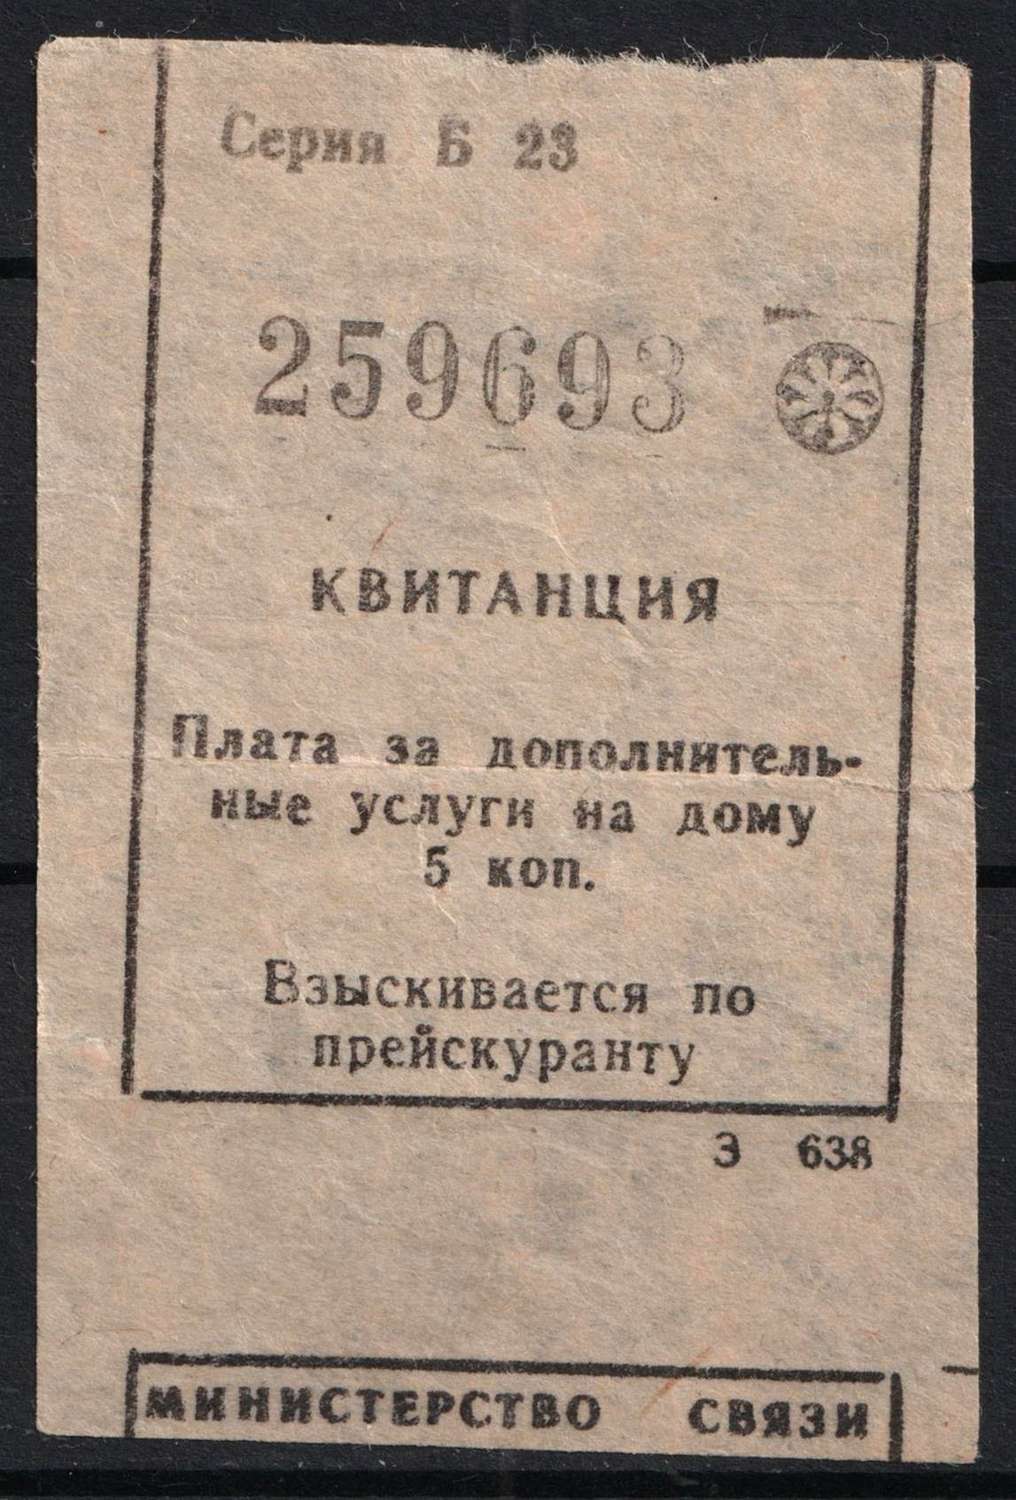 Серия Б 23
259693
КВИТАНЦИЯ
Плата за дополнитель-
ные услуги на дому
5 коп.
Взыскивается по
прейскуранту
З 638
МИНИСТЕРСТВО СВЯЗИ